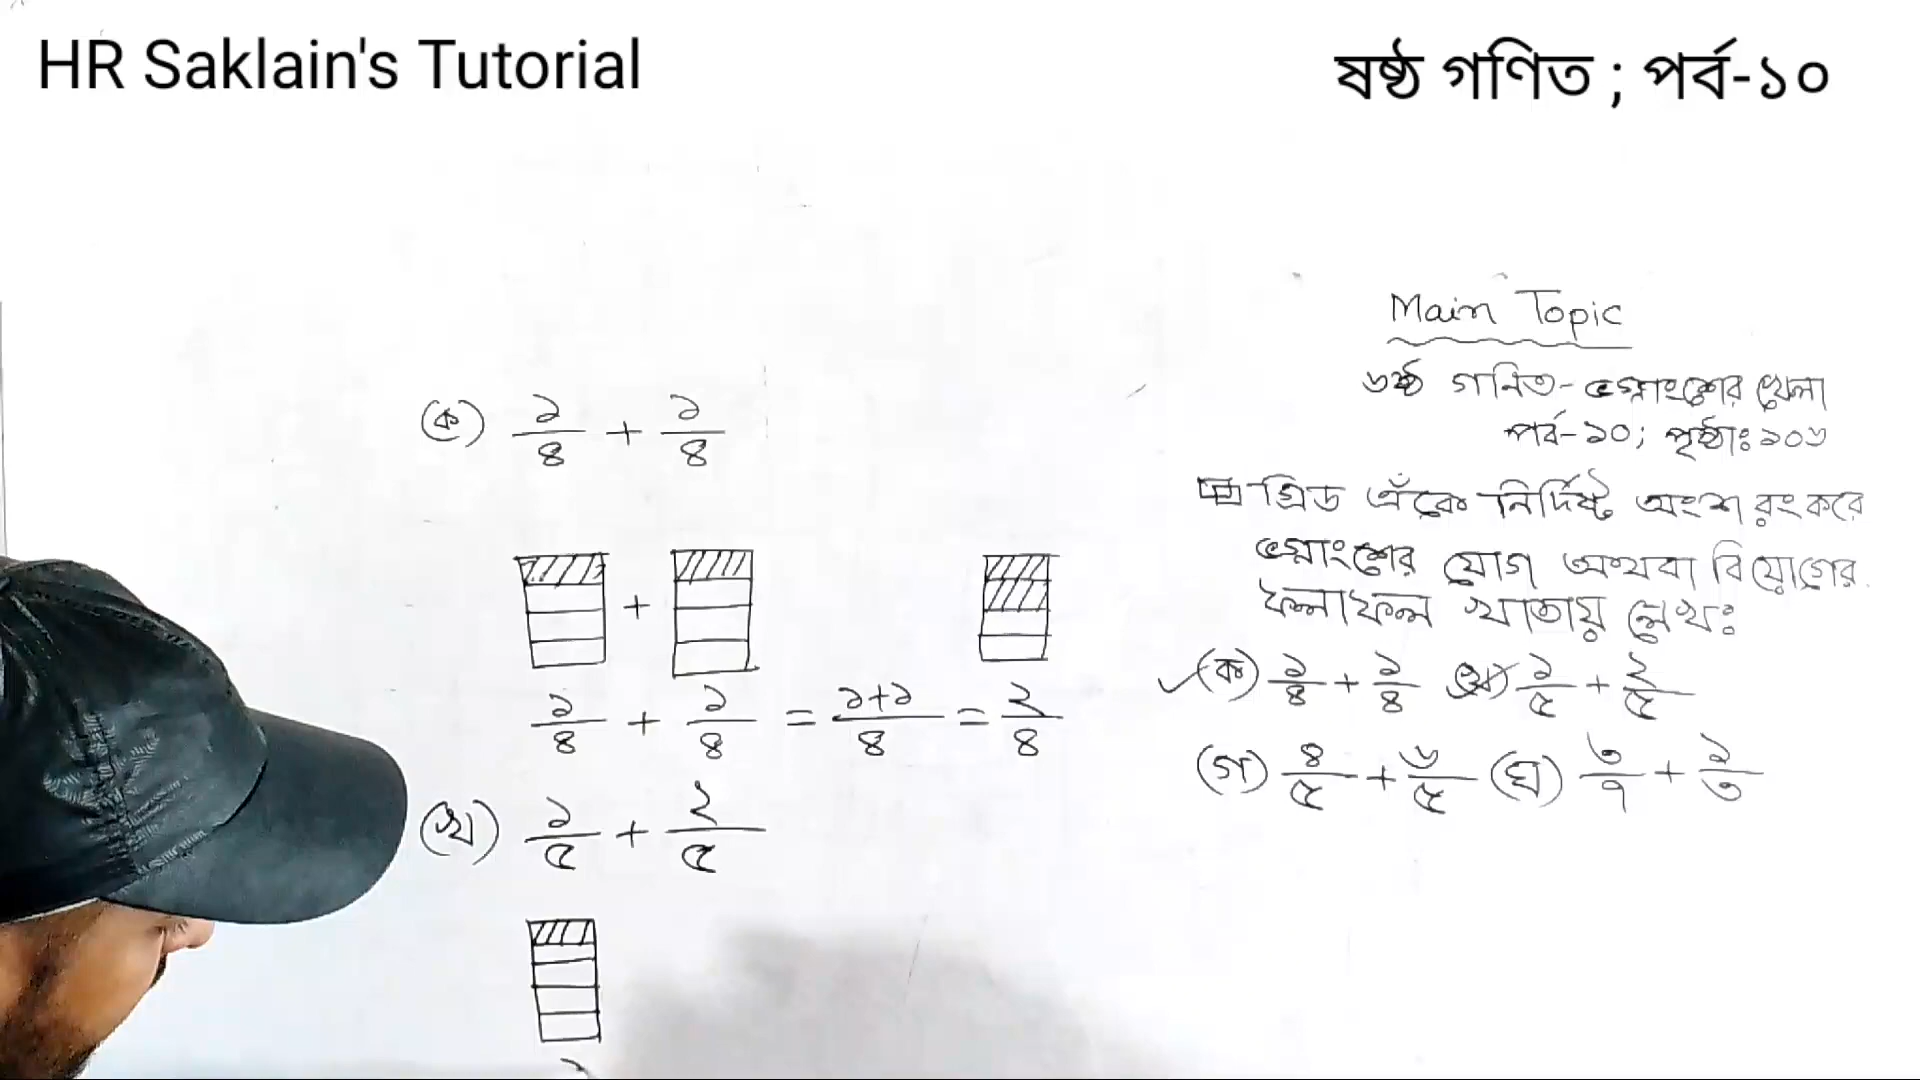 HR Saklain's Tutorial
ষষ্ঠ গণিত ; পর্ব-১০
Main Topic
৬ষ্ঠ গনিত- ভগ্নাংশের খেলা
পর্ব-১০; পৃষ্ঠাঃ ১০৬
গ্রিড এঁকে নির্দিষ্ট অংশ রং করে
ভগ্নাংশের যোগ অথবা বিয়োগের
ফলাফল খাতায় লেখঃ
(ক) ১/৪ + ১/৪ (খ) ১/৫ + ২/৫
(গ) ৪/৫ + ৬/৫ (ঘ) ৩/৭ + ১/৩
(ক) ১/৪ + ১/৪
+
১/৪ + ১/৪ = ১+১/৪ = ২/৪
(খ) ১/৫ + ২/৫